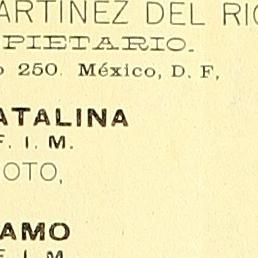 ARTINEZ DEL RIO
PIETARIO.
o 250. México, D. F,
ATALINA
F. I. M.
OTO,
AMO
F. I. M.